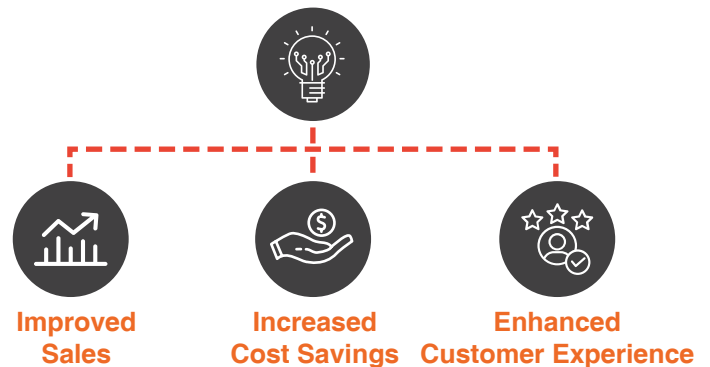 Improved
Sales
Increased
Cost Savings
Enhanced
Customer Experience
$